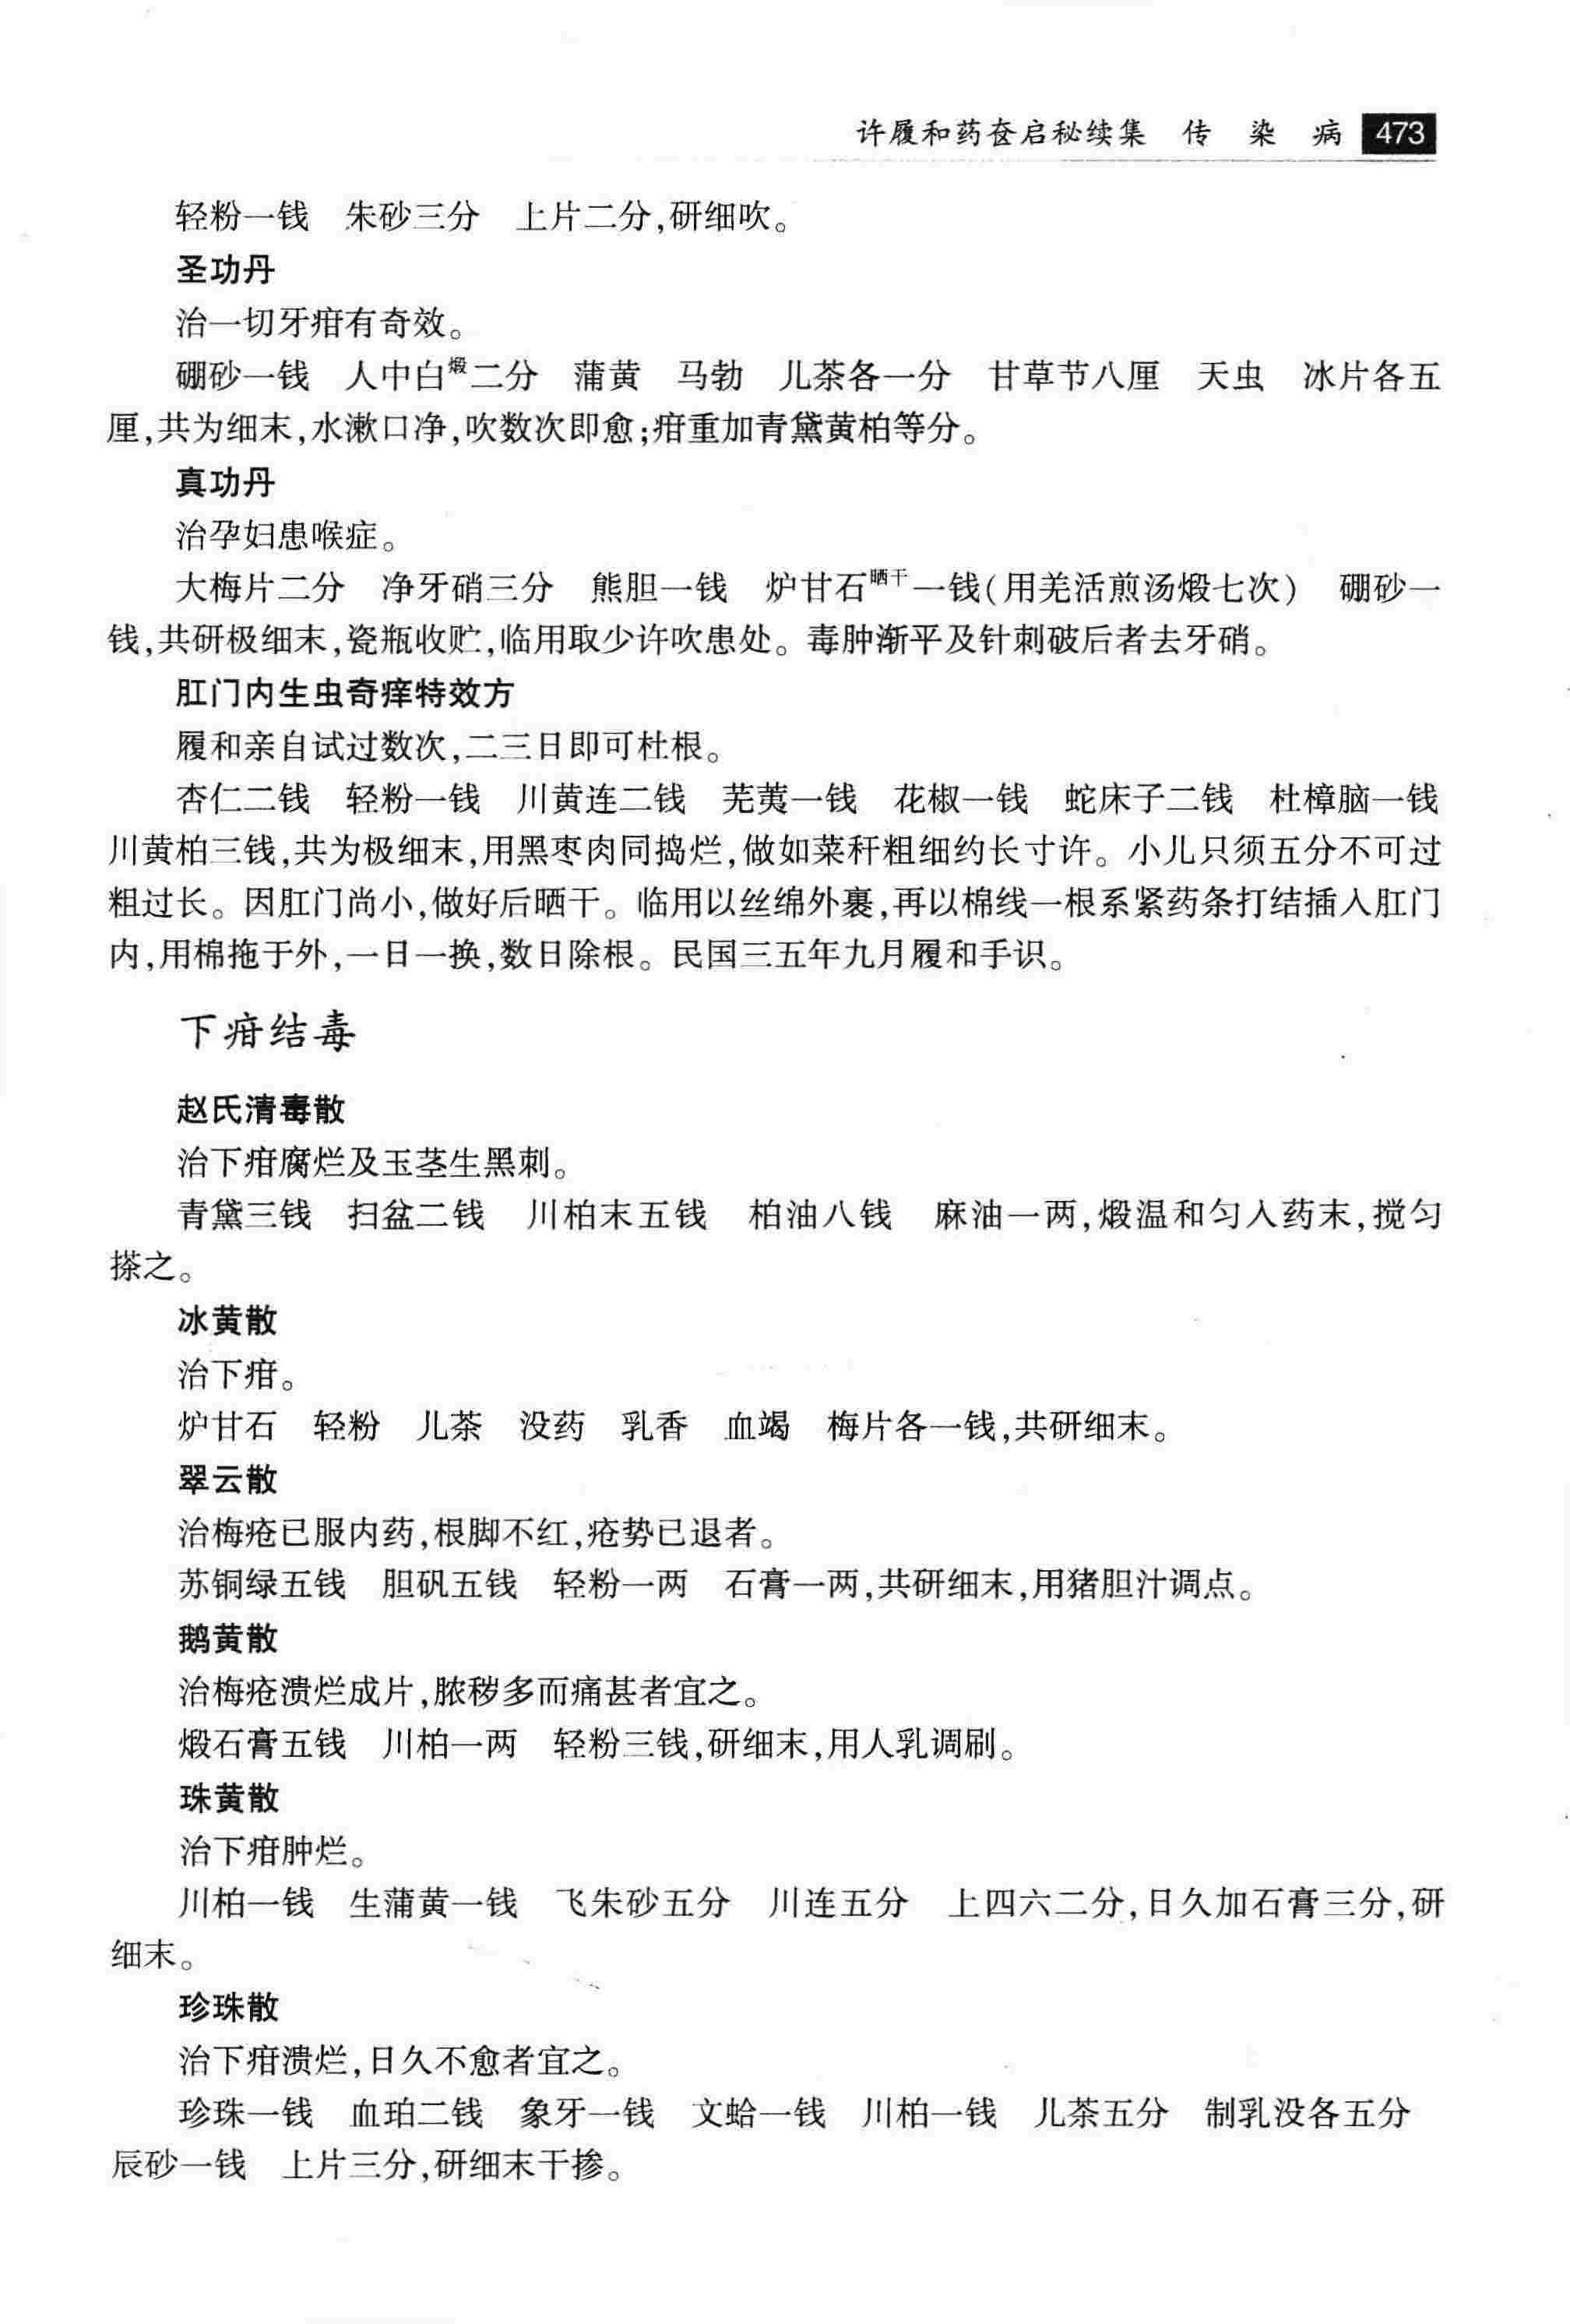 许履和药奁启秘续集 传 染 病 473
轻粉一钱 朱砂三分 上片二分,研细吹。
圣功丹
治一切牙疳有奇效。
硼砂一钱 人中白煅二分 蒲黄 马勃 儿茶各一分 甘草节八厘 天虫 冰片各五
厘,共为细末,水漱口净,吹数次即愈;疳重加青黛黄柏等分。
真功丹
治孕妇患喉症。
大梅片二分 净牙硝三分 熊胆一钱 炉甘石晒干一钱(用羌活煎汤煅七次) 硼砂一
钱,共研极细末,瓷瓶收贮,临用取少许吹患处。毒肿渐平及针刺破后者去牙硝。
肛门内生虫奇痒特效方
履和亲自试过数次,二三日即可杜根。
杏仁二钱 轻粉一钱 川黄连二钱 芜荑一钱 花椒一钱 蛇床子二钱 杜樟脑一钱
川黄柏三钱,共为极细末,用黑枣肉同捣烂,做如菜秆粗细约长寸许。小儿只须五分不可过
粗过长。因肛门尚小,做好后晒干。临用以丝绵外裹,再以棉线一根系紧药条打结插入肛门
内,用棉拖于外,一日一换,数日除根。民国三五年九月履和手识。
下疳结毒
赵氏清毒散
治下疳腐烂及玉茎生黑刺。
青黛三钱 扫盆二钱 川柏末五钱 柏油八钱 麻油一两,煅温和匀入药末,搅匀
搽之。
冰黄散
治下疳。
炉甘石 轻粉 儿茶 没药 乳香 血竭 梅片各一钱,共研细末。
翠云散
治梅疮已服内药,根脚不红,疮势已退者。
苏铜绿五钱 胆矾五钱 轻粉一两 石膏一两,共研细末,用猪胆汁调点。
鹅黄散
治梅疮溃烂成片,脓秽多而痛甚者宜之。
煅石膏五钱 川柏一两 轻粉三钱,研细末,用人乳调刷。
珠黄散
治下疳肿烂。
川柏一钱 生蒲黄一钱 飞朱砂五分 川连五分 上四六二分,日久加石膏三分,研
细末。
珍珠散
治下疳溃烂,日久不愈者宜之。
珍珠一钱 血珀二钱 象牙一钱 文蛤一钱 川柏一钱 儿茶五分 制乳没各五分
辰砂一钱 上片三分,研细末干掺。